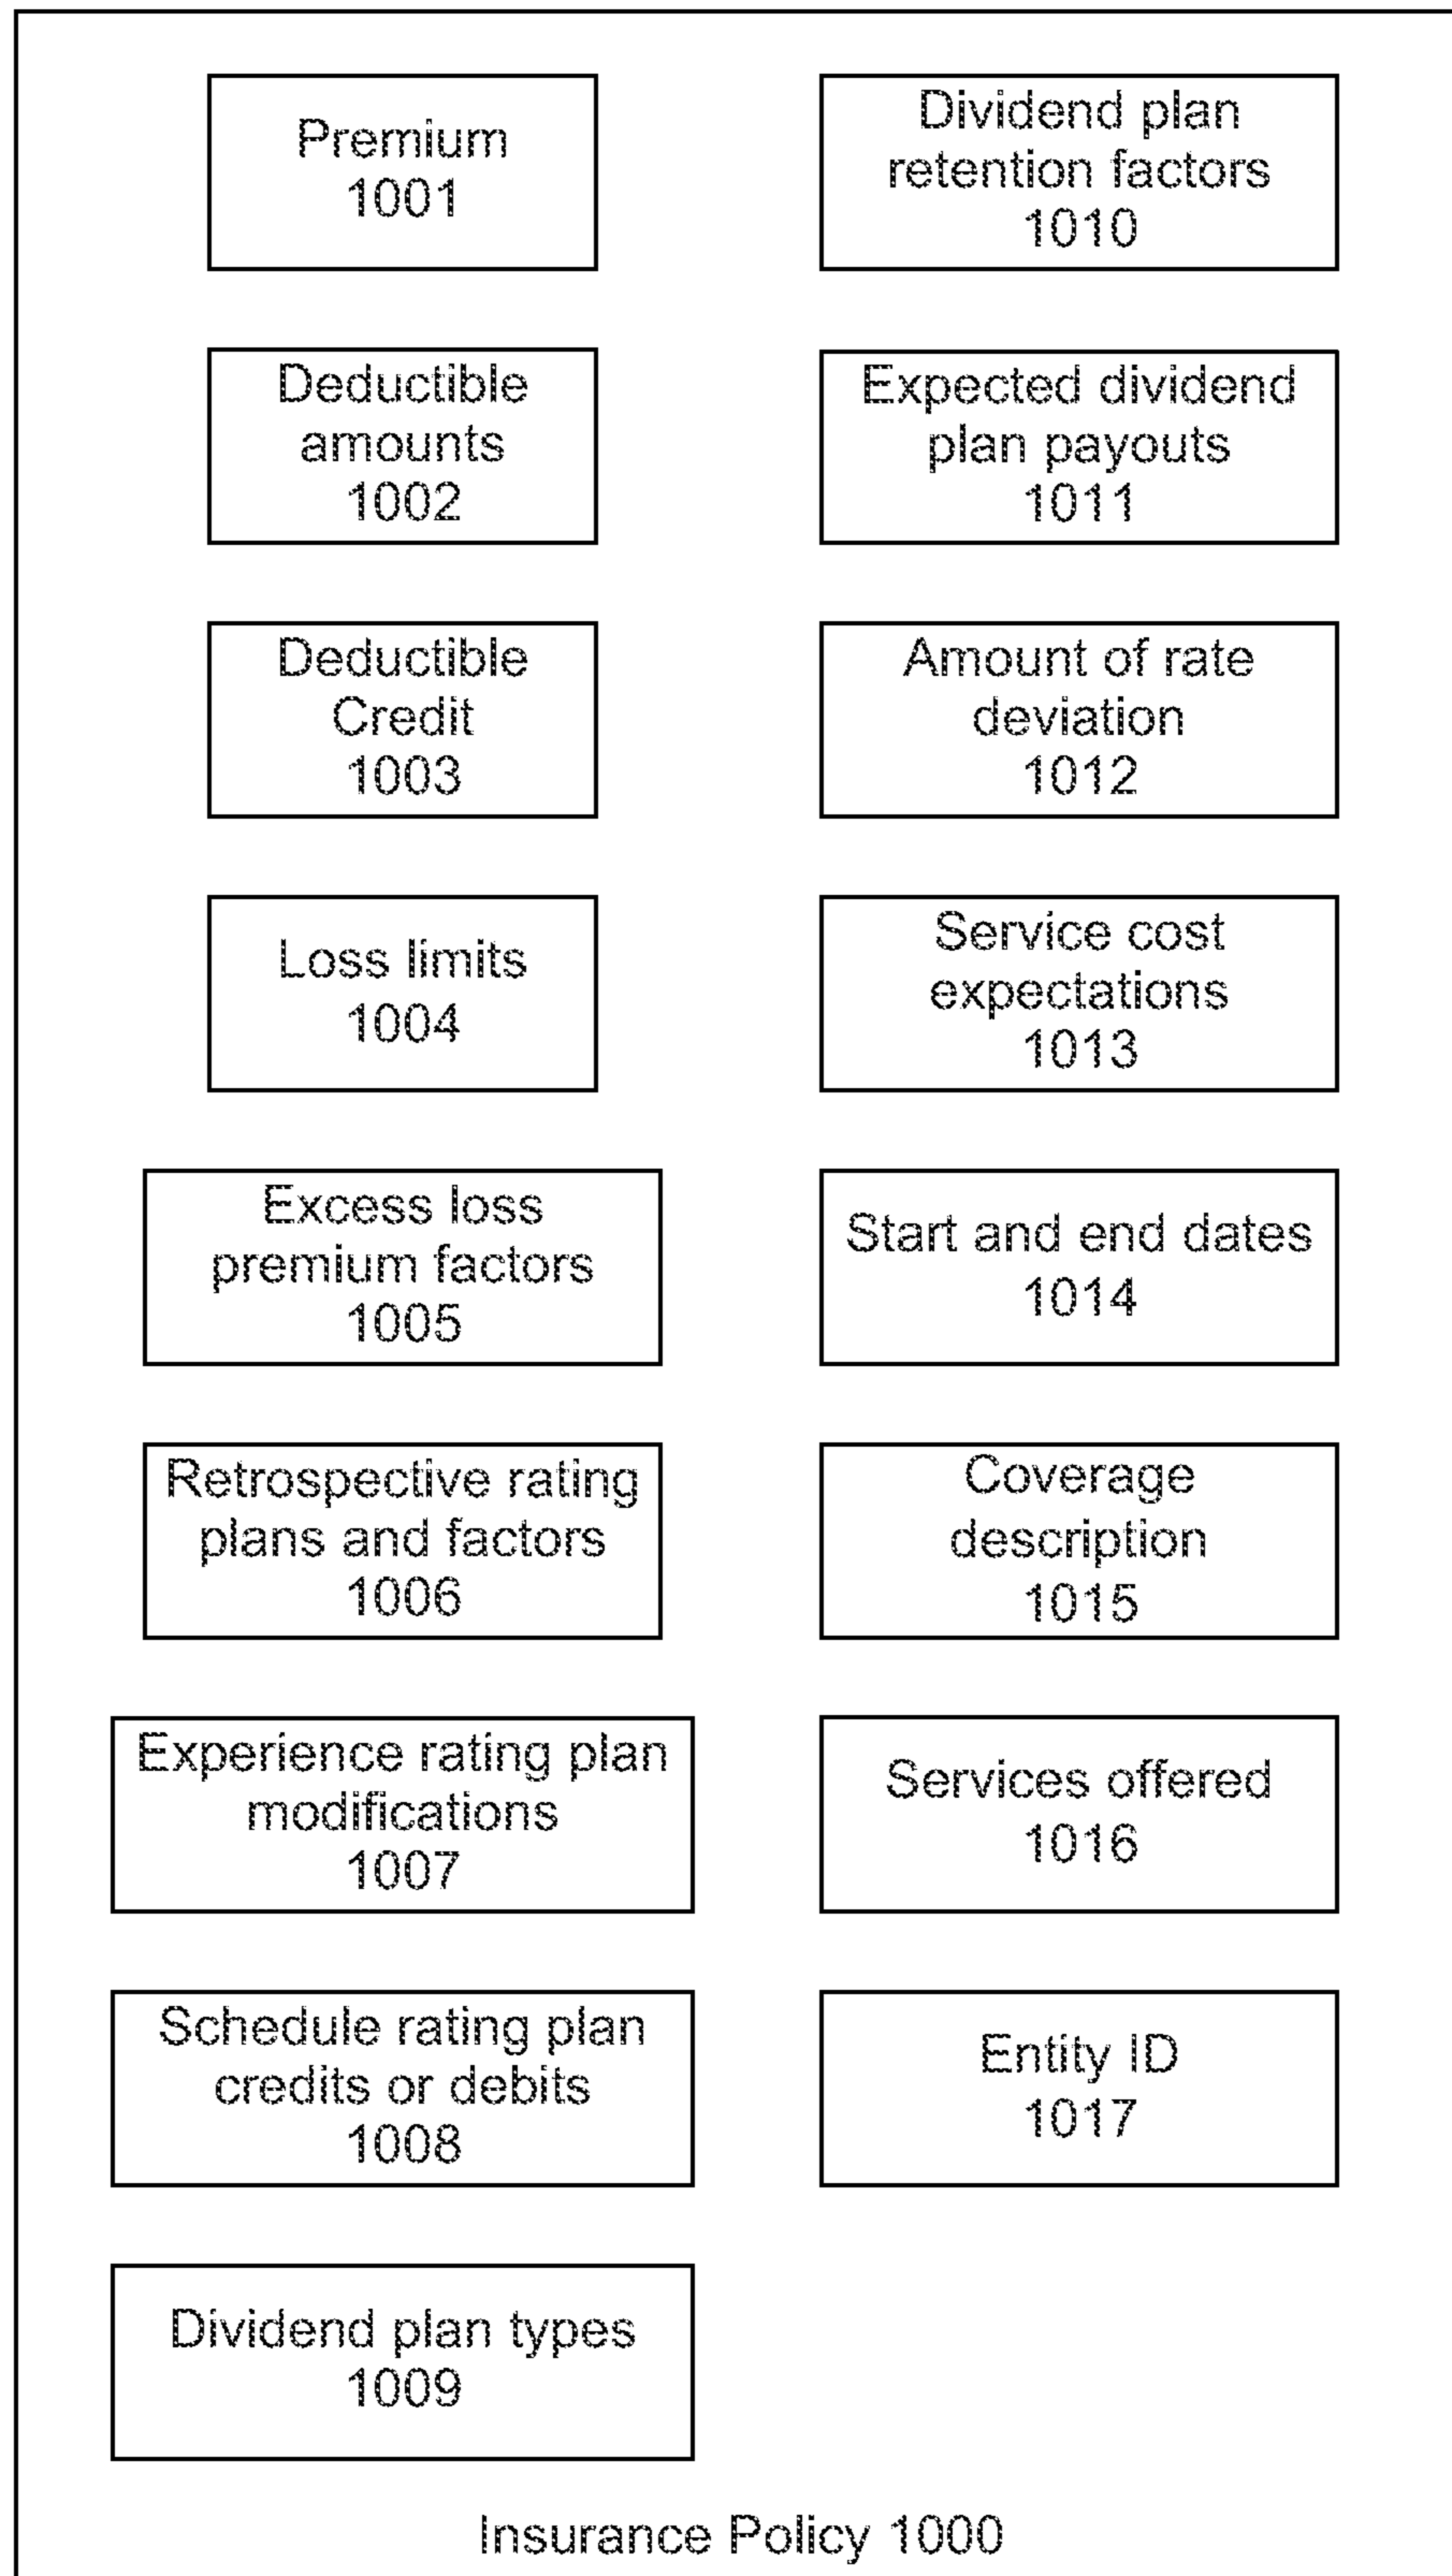 Premium
1001
Deductible
amounts
1002
Deductible
Credit
1003
Loss limits
1004
Excess loss
premium factors
1005
Retrospective rating
plans and factors
1006
Experience rating plan
modifications
1007
Schedule rating plan
credits or debits
1008
Dividend plan types
1009
Dividend plan
retention factors
1010
Expected dividend
plan payouts
1011
Amount of rate
deviation
1012
Service cost
expectations
1013
Start and end dates
1014
Coverage
description
1015
Services offered
1016
Entity ID
1017
Insurance Policy 1000